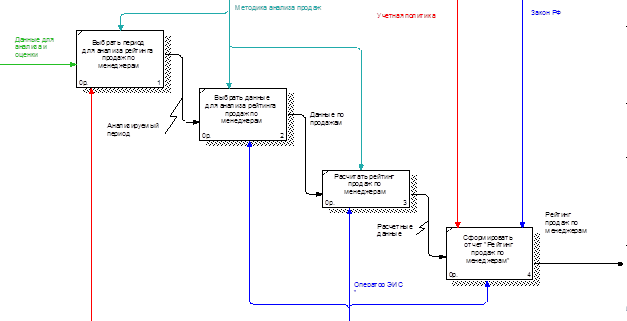 Методика анализа продаж
Учетная политика
Закон РФ
Данные для
анализа и
оценки
Выбрать период
для анализа рейтинга
продаж по
менеджерам
0р.
1
Анализируемый
период
Выбрать данные
для анализа рейтинга
продаж по
менеджерам
0р.
2
Данные по
продажам
Расчитать рейтинг
продаж по
менеджерам
0р.
3
Расчетные
данные
Сформировать
отчет "Рейтинг
продаж по
менеджерам"
0р.
4
Рейтинг
продаж по
менеджерам
Оператор ЭИС